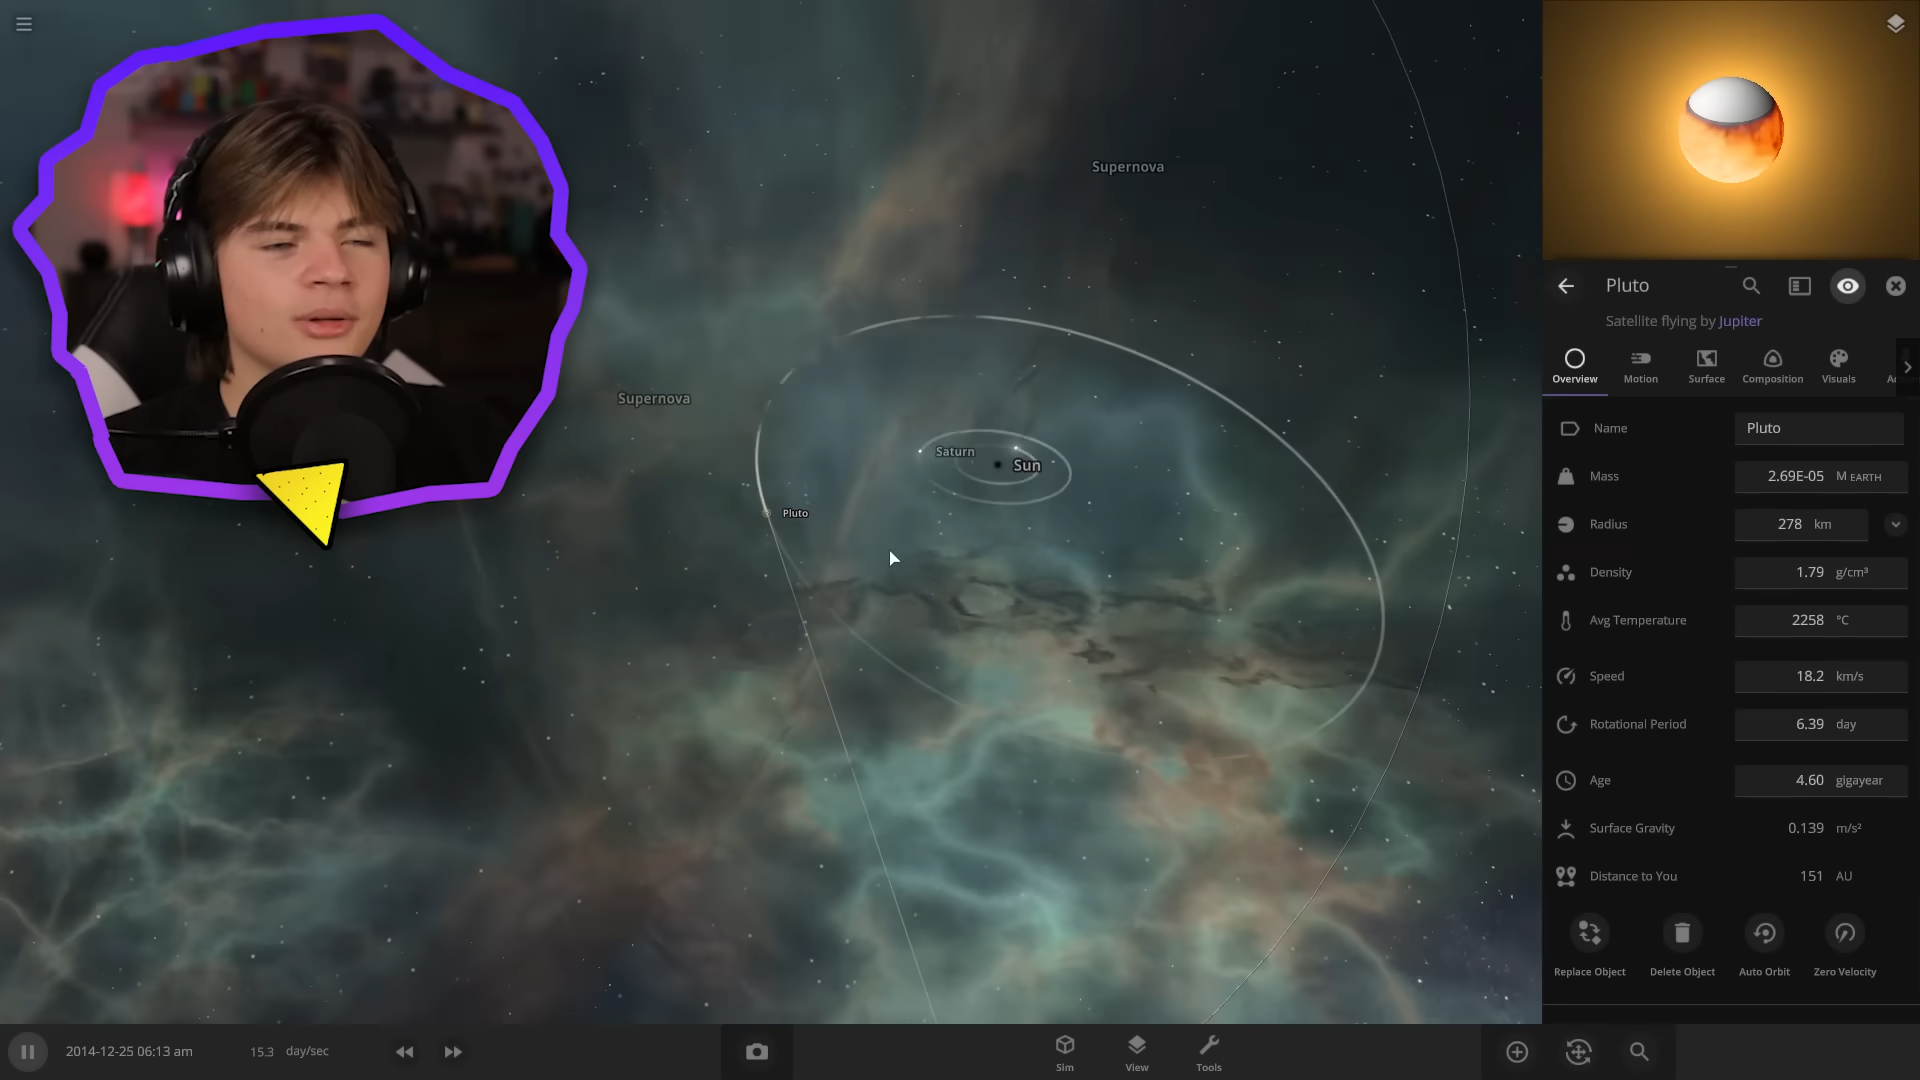 Supernova
Supernova
Saturn
Sun
Pluto
Pluto
Satellite flying by Jupiter
Overview
Motion
Surface
Composition
Visuals
Name Pluto
Mass 2.69E-05 M EARTH
Radius 278 km
Density 1.79 g/cm³
Avg Temperature 2258 °C
Speed 18.2 km/s
Rotational Period 6.39 day
Age 4.60 gigayear
Surface Gravity 0.139 m/s²
Distance to You 151 AU
Replace Object
Delete Object
Auto Orbit
Zero Velocity
2014-12-25 06:13 am
15.3 day/sec
Sim
View
Tools